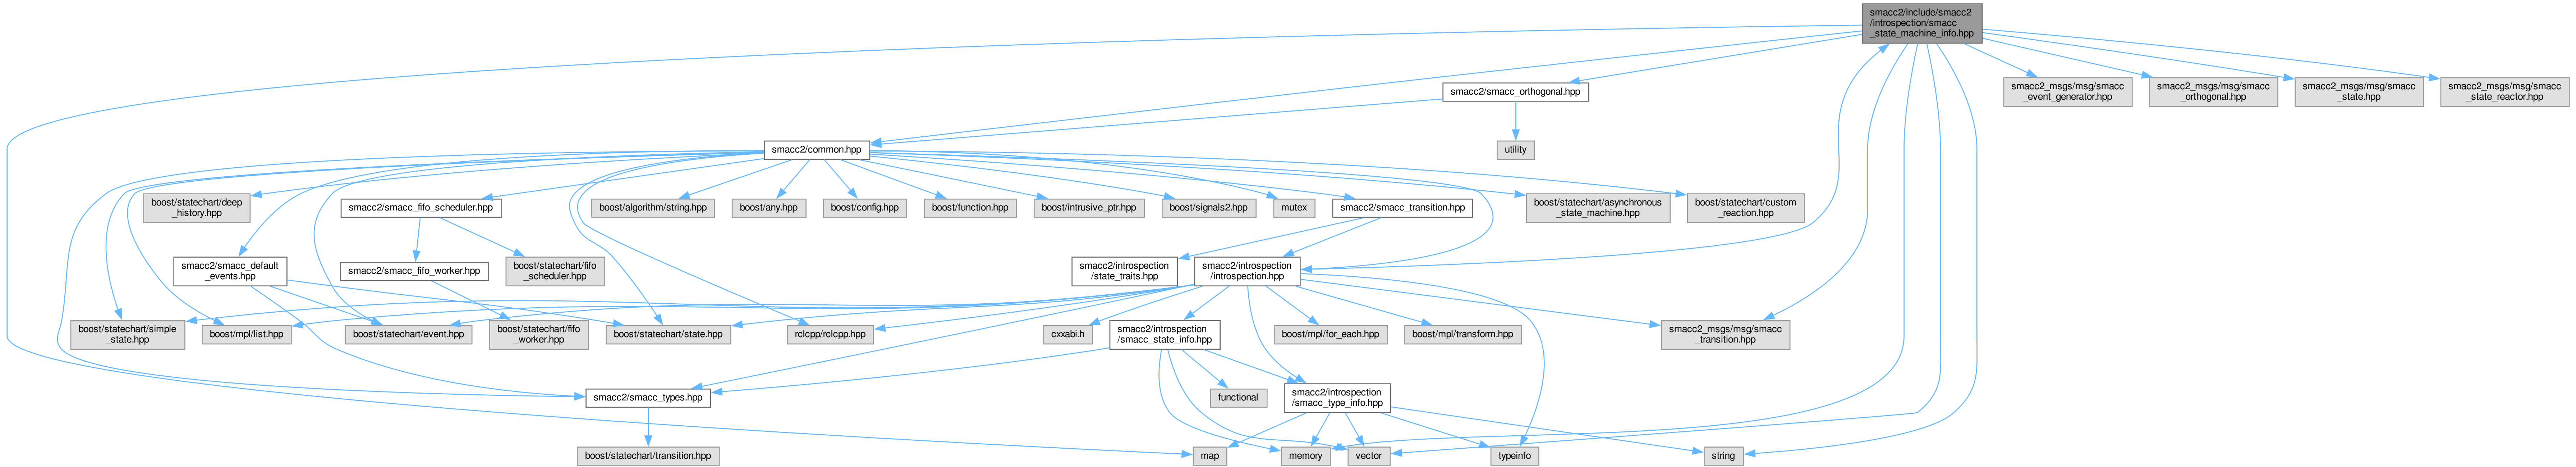 smacc2/include/smacc2
/introspection/smacc
_state_machine_info.hpp
smacc2/smacc_orthogonal.hpp
smacc2_msgs/msg/smacc
_event_generator.hpp
smacc2_msgs/msg/smacc
_orthogonal.hpp
smacc2_msgs/msg/smacc
_state.hpp
smacc2_msgs/msg/smacc
_state_reactor.hpp
smacc2/common.hpp
utility
boost/statechart/deep
_history.hpp
smacc2/smacc_fifo_scheduler.hpp
boost/algorithm/string.hpp
boost/any.hpp
boost/config.hpp
boost/function.hpp
boost/intrusive_ptr.hpp
boost/signals2.hpp
mutex
smacc2/smacc_transition.hpp
boost/statechart/asynchronous
_state_machine.hpp
boost/statechart/custom
_reaction.hpp
smacc2/smacc_default
_events.hpp
smacc2/smacc_fifo_worker.hpp
boost/statechart/fifo
_scheduler.hpp
smacc2/introspection
/state_traits.hpp
smacc2/introspection
/introspection.hpp
boost/statechart/simple
_state.hpp
boost/mpl/list.hpp
boost/statechart/event.hpp
boost/statechart/fifo
_worker.hpp
boost/statechart/state.hpp
rclcpp/rclcpp.hpp
cxxabi.h
smacc2/introspection
/smacc_state_info.hpp
boost/mpl/for_each.hpp
boost/mpl/transform.hpp
smacc2_msgs/msg/smacc
_transition.hpp
smacc2/smacc_types.hpp
functional
smacc2/introspection
/smacc_type_info.hpp
boost/statechart/transition.hpp
map
memory
vector
typeinfo
string